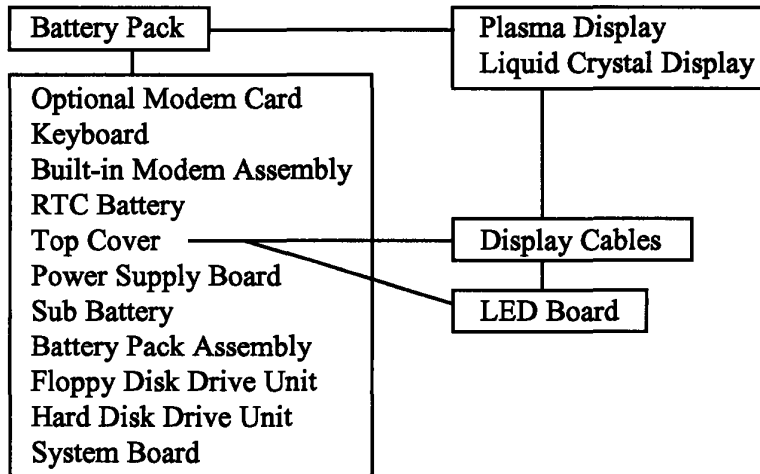 Battery Pack
Plasma Display
Liquid Crystal Display
Optional Modem Card
Keyboard
Built-in Modem Assembly
RTC Battery
Top Cover
Power Supply Board
Sub Battery
Battery Pack Assembly
Floppy Disk Drive Unit
Hard Disk Drive Unit
System Board
Display Cables
LED Board